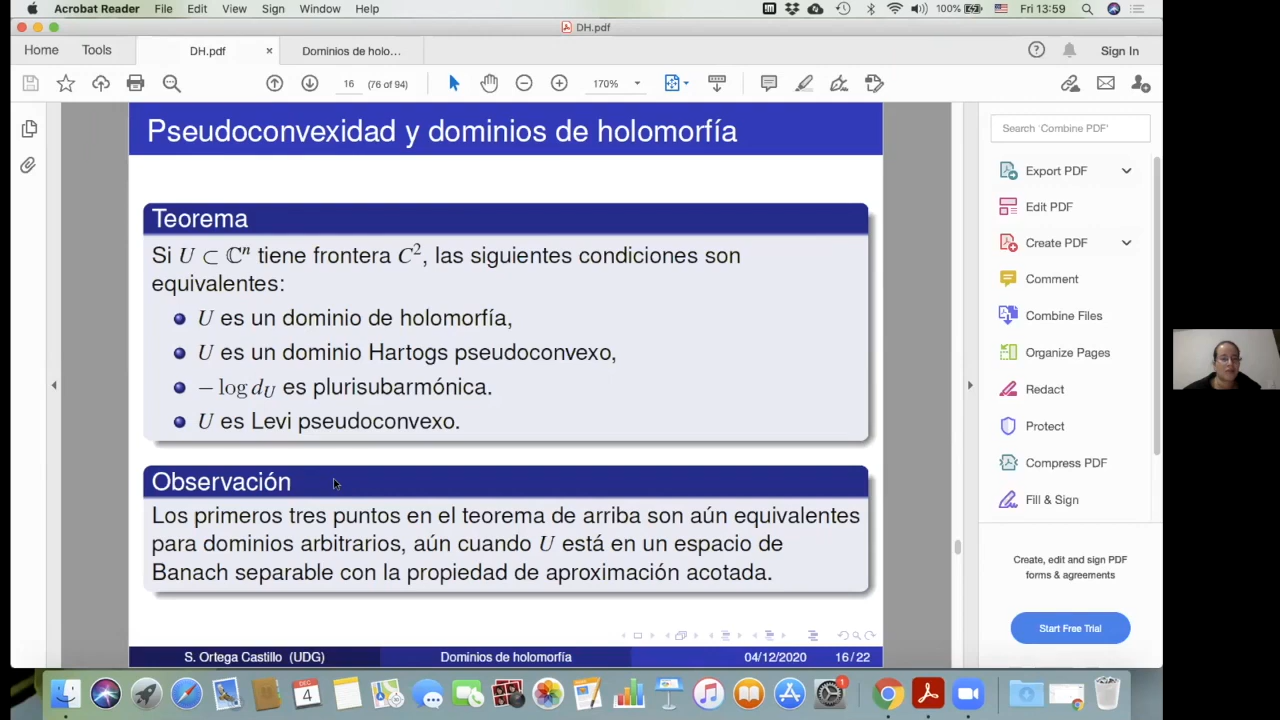 Acrobat Reader File Edit View Sign Window Help 100% Fri 13:59
DH.pdf
Home Tools DH.pdf × Dominios de holo... Sign In
16 (76 of 94) 170%
Pseudoconvexidad y dominios de holomorfía
Teorema
Si U ⊂ ℂⁿ tiene frontera C², las siguientes condiciones son
equivalentes:
U es un dominio de holomorfía,
U es un dominio Hartogs pseudoconvexo,
− log d_U es plurisubarmónica.
U es Levi pseudoconvexo.
Observación
Los primeros tres puntos en el teorema de arriba son aún equivalentes
para dominios arbitrarios, aún cuando U está en un espacio de
Banach separable con la propiedad de aproximación acotada.
S. Ortega Castillo (UDG) Dominios de holomorfía 04/12/2020 16/22
Search 'Combine PDF'
Export PDF
Edit PDF
Create PDF
Comment
Combine Files
Organize Pages
Redact
Protect
Compress PDF
Fill & Sign
Create, edit and sign PDF
forms & agreements
Start Free Trial
DEC
4
1